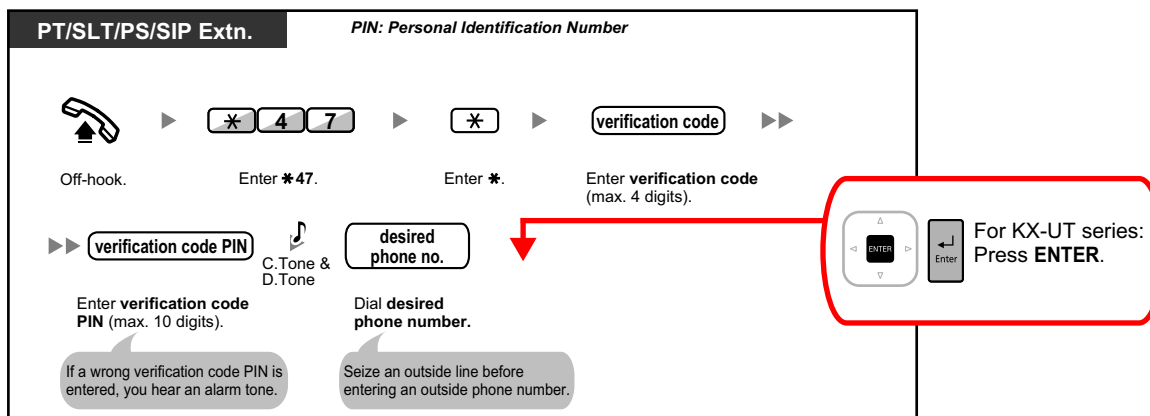 PT/SLT/PS/SIP Extn.
PIN: Personal Identification Number
* 4 7
*
verification code
Off-hook.
Enter *47.
Enter *.
Enter verification code
(max. 4 digits).
verification code PIN
C.Tone &
D.Tone
desired
phone no.
Enter verification code
PIN (max. 10 digits).
Dial desired
phone number.
If a wrong verification code PIN is
entered, you hear an alarm tone.
Seize an outside line before
entering an outside phone number.
ENTER
Enter
For KX-UT series:
Press ENTER.